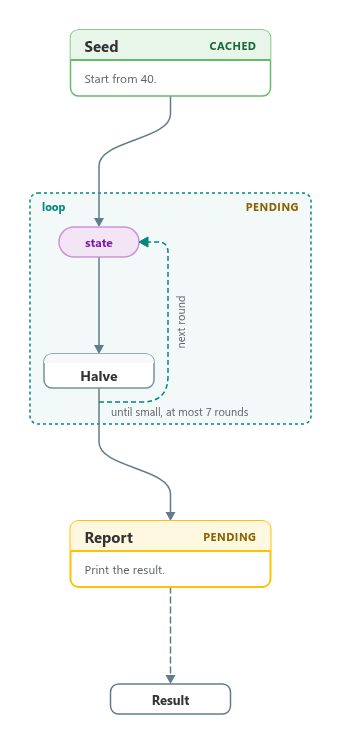 Seed CACHED
Start from 40.
loop PENDING
state
next round
Halve
until small, at most 7 rounds
Report PENDING
Print the result.
Result